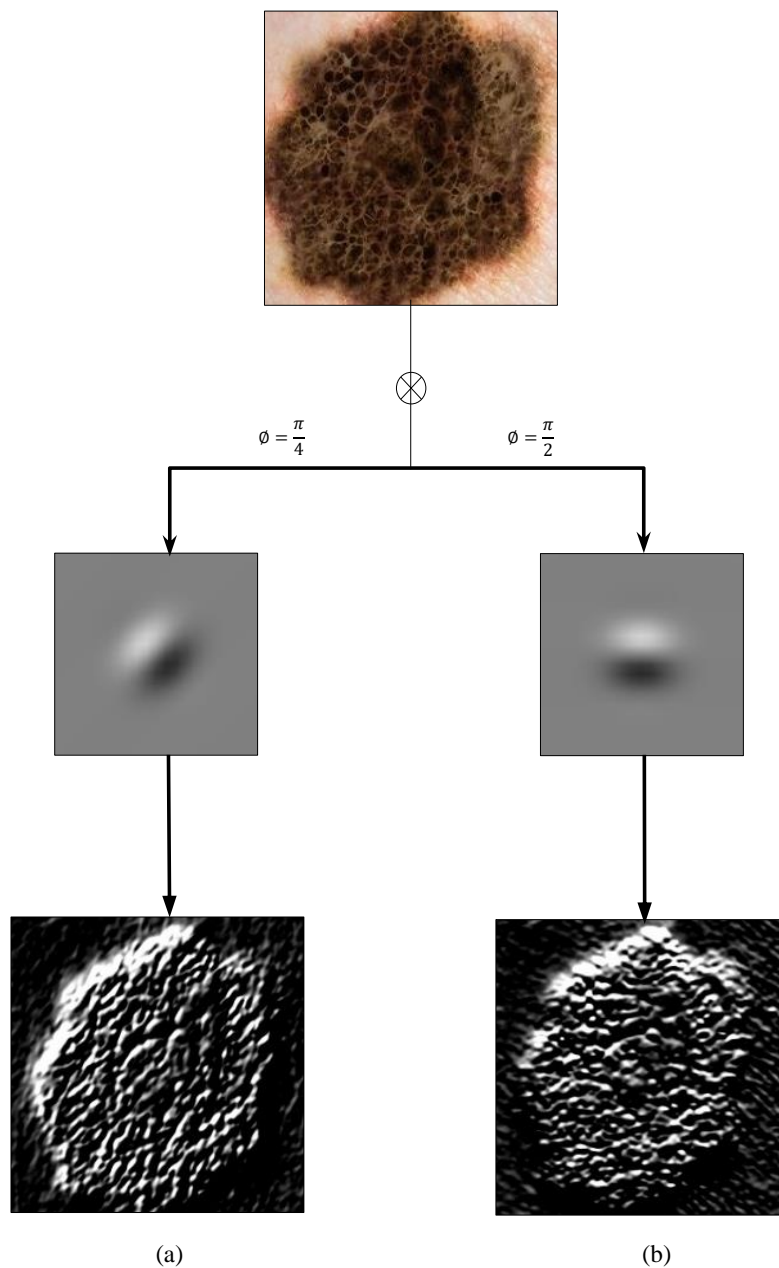 ∅ = π/4
∅ = π/2
(a)
(b)